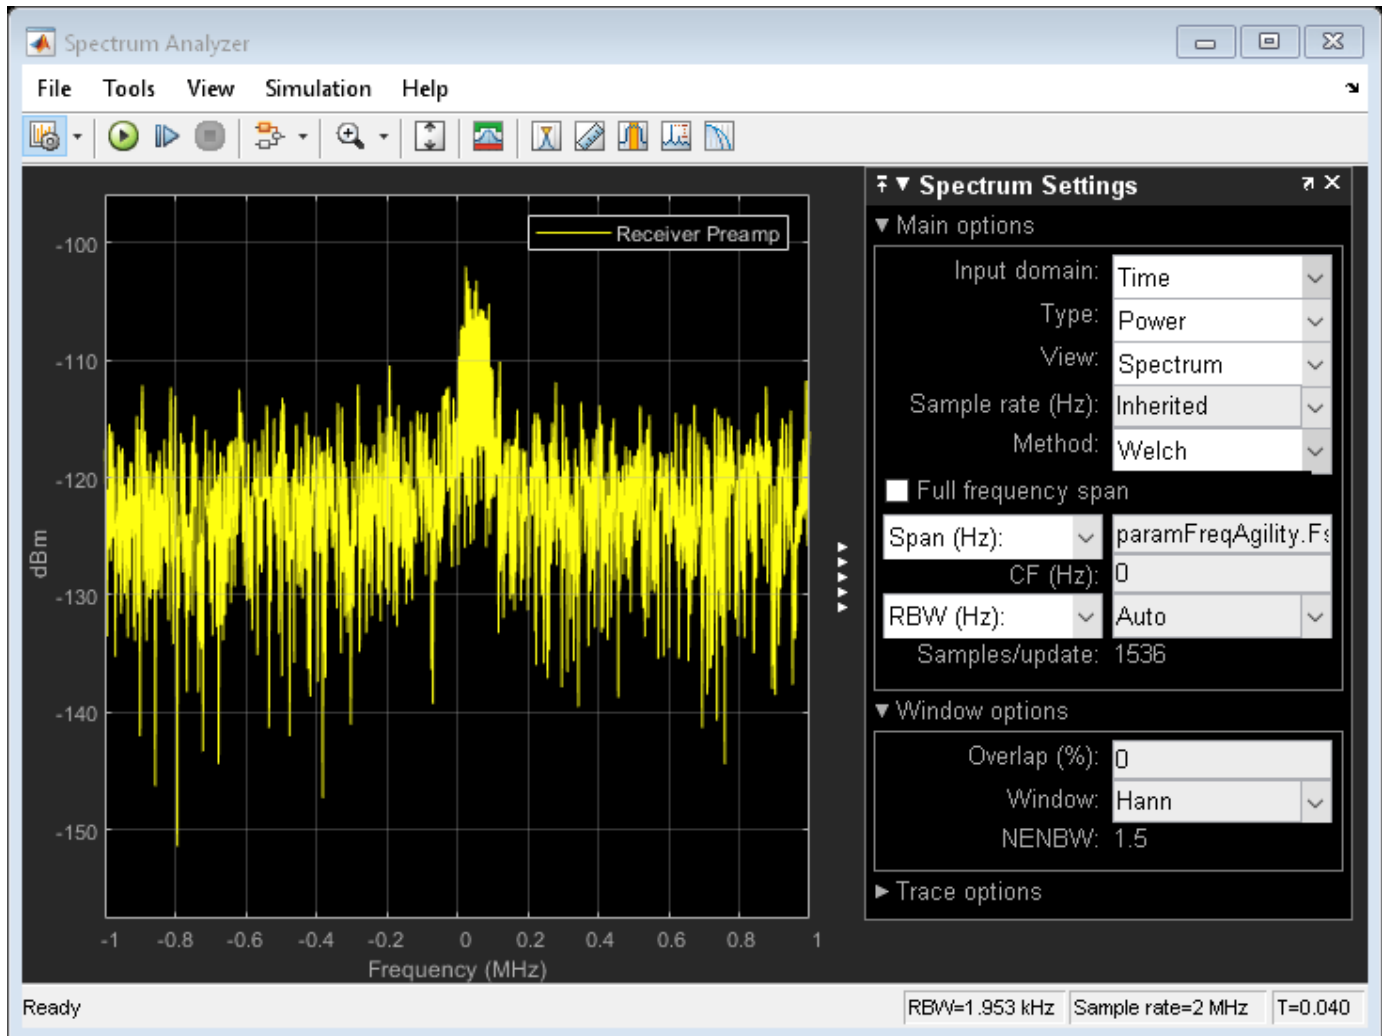 Spectrum Analyzer
File Tools View Simulation Help
Spectrum Settings
Main options
Input domain: Time
Type: Power
View: Spectrum
Sample rate (Hz): Inherited
Method: Welch
Full frequency span
Span (Hz): paramFreqAgility.Fs
CF (Hz): 0
RBW (Hz): Auto
Samples/update: 1536
Window options
Overlap (%): 0
Window: Hann
NENBW: 1.5
Trace options
Receiver Preamp
dBm
-100
-110
-120
-130
-140
-150
-1 -0.8 -0.6 -0.4 -0.2 0 0.2 0.4 0.6 0.8 1
Frequency (MHz)
Ready RBW=1.953 kHz Sample rate=2 MHz T=0.040